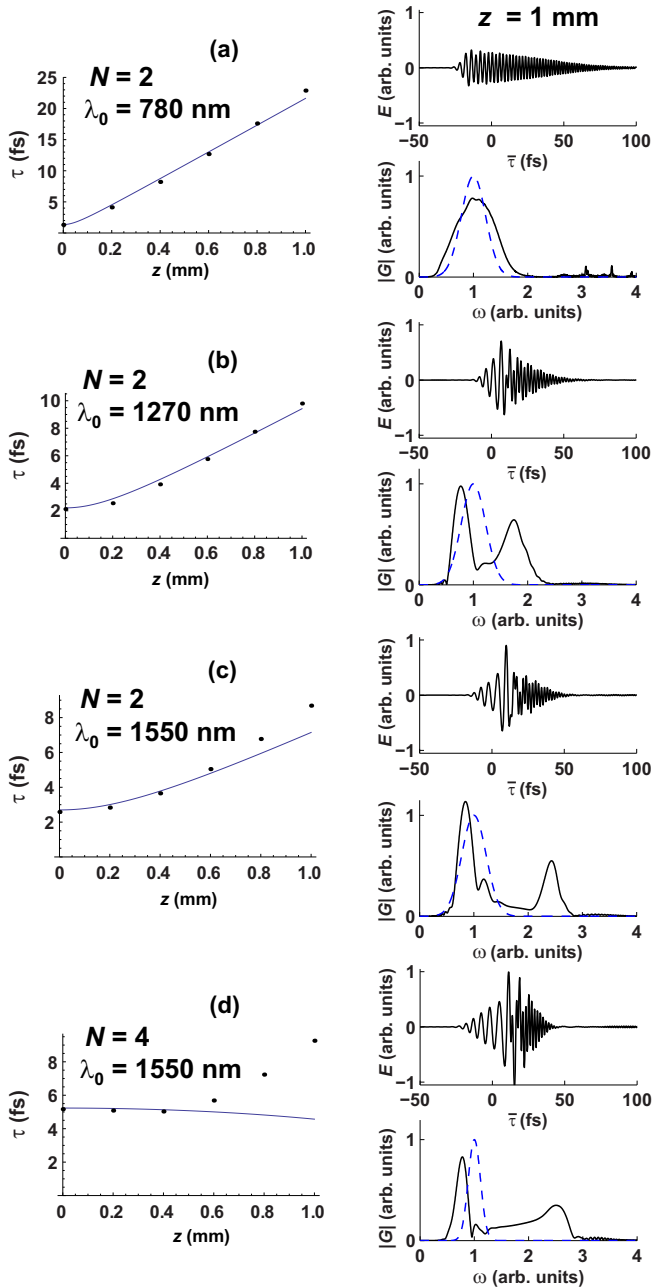 (a)
z = 1 mm
N = 2
λ0 = 780 nm
τ (fs)
25
20
15
10
5
0 0.2 0.4 0.6 0.8 1.0
z (mm)
E (arb. units)
1
0
−1
−50 0 50 100
τ̅ (fs)
|G| (arb. units)
1
0
0 1 2 3 4
ω (arb. units)
(b)
N = 2
λ0 = 1270 nm
τ (fs)
10
8
6
4
2
0 0.2 0.4 0.6 0.8 1.0
z (mm)
E (arb. units)
1
0
−1
−50 0 50 100
τ̅ (fs)
|G| (arb. units)
1
0
0 1 2 3 4
ω (arb. units)
(c)
N = 2
λ0 = 1550 nm
τ (fs)
8
6
4
2
0 0.2 0.4 0.6 0.8 1.0
z (mm)
E (arb. units)
1
0
−1
−50 0 50 100
τ̅ (fs)
|G| (arb. units)
1
0
0 1 2 3 4
ω (arb. units)
(d)
N = 4
λ0 = 1550 nm
τ (fs)
8
6
4
2
0 0.2 0.4 0.6 0.8 1.0
z (mm)
E (arb. units)
1
0
−1
−50 0 50 100
τ̅ (fs)
|G| (arb. units)
1
0
0 1 2 3 4
ω (arb. units)